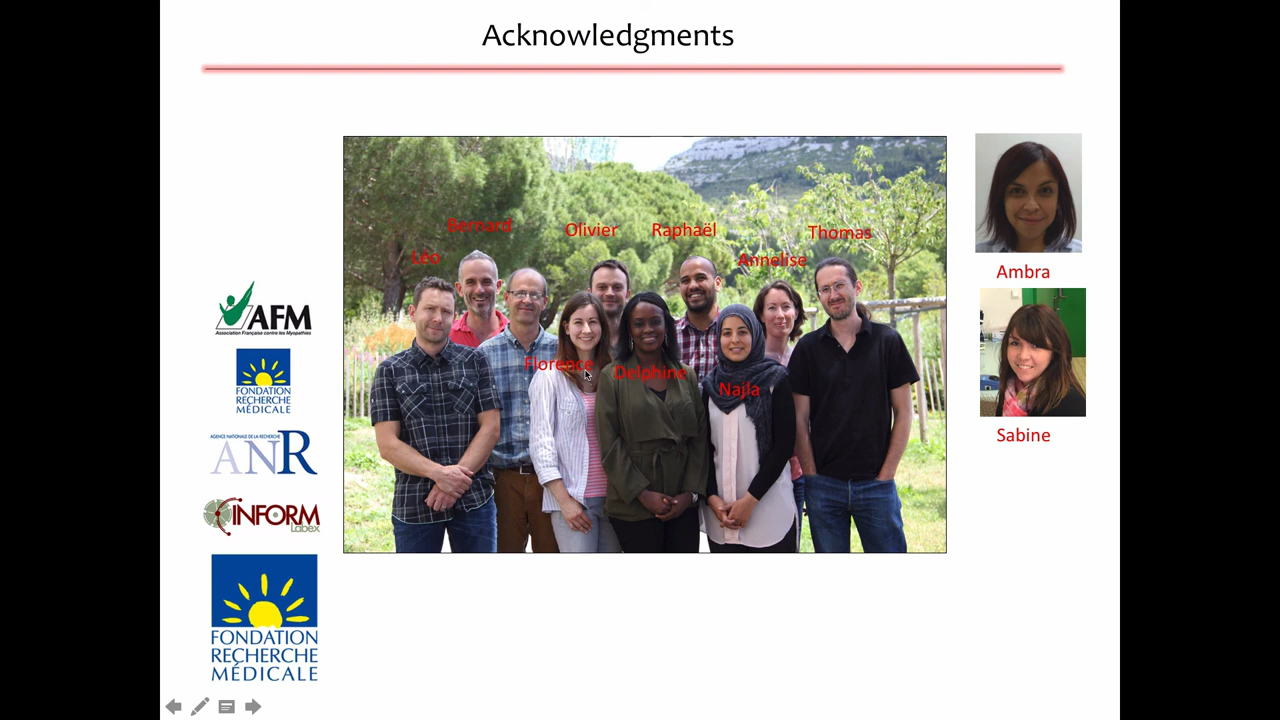 Acknowledgments
Bernard
Olivier
Raphaël
Thomas
Léo
Annelise
Florence
Delphine
Najla
Ambra
Sabine
AFM
Association Française contre les Myopathies
FONDATION
RECHERCHE
MÉDICALE
AGENCE NATIONALE DE LA RECHERCHE
ANR
INFORM
Labex
FONDATION
RECHERCHE
MÉDICALE